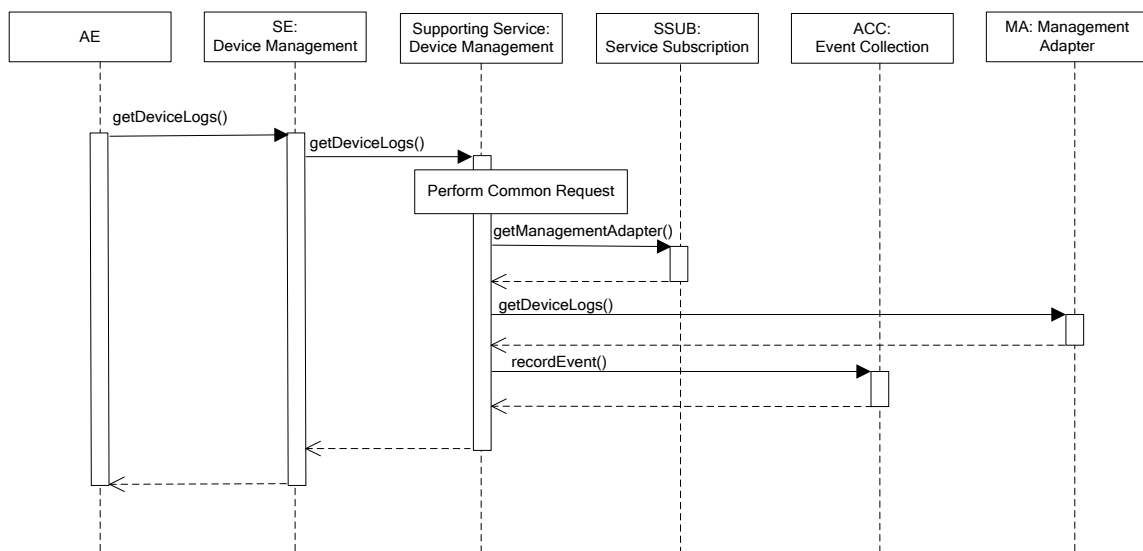 AE
SE:
Device Management
Supporting Service:
Device Management
SSUB:
Service Subscription
ACC:
Event Collection
MA: Management
Adapter
getDeviceLogs()
getDeviceLogs()
Perform Common Request
getManagementAdapter()
getDeviceLogs()
recordEvent()